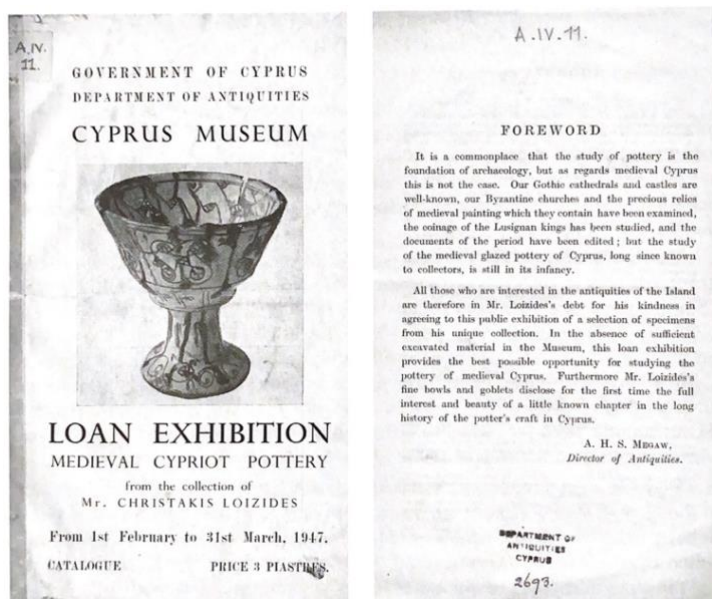 A.IV.
11.
GOVERNMENT OF CYPRUS
DEPARTMENT OF ANTIQUITIES
CYPRUS MUSEUM
LOAN EXHIBITION
MEDIEVAL CYPRIOT POTTERY
from the collection of
Mr. CHRISTAKIS LOIZIDES
From 1st February to 31st March, 1947.
CATALOGUE PRICE 3 PIASTRES.
A.IV.11.
FOREWORD
It is a commonplace that the study of pottery is the
foundation of archaeology, but as regards medieval Cyprus
this is not the case. Our Gothic cathedrals and castles are
well-known, our Byzantine churches and the precious relics
of medieval painting which they contain have been examined,
the coinage of the Lusignan kings has been studied, and the
documents of the period have been edited ; but the study
of the medieval glazed pottery of Cyprus, long since known
to collectors, is still in its infancy.
All those who are interested in the antiquities of the Island
are therefore in Mr. Loizides's debt for his kindness in
agreeing to this public exhibition of a selection of specimens
from his unique collection. In the absence of sufficient
excavated material in the Museum, this loan exhibition
provides the best possible opportunity for studying the
pottery of medieval Cyprus. Furthermore Mr. Loizides's
fine bowls and goblets disclose for the first time the full
interest and beauty of a little known chapter in the long
history of the potter's craft in Cyprus.
A. H. S. MEGAW,
Director of Antiquities.
DEPARTMENT OF
ANTIQUITIES
CYPRUS
2693.